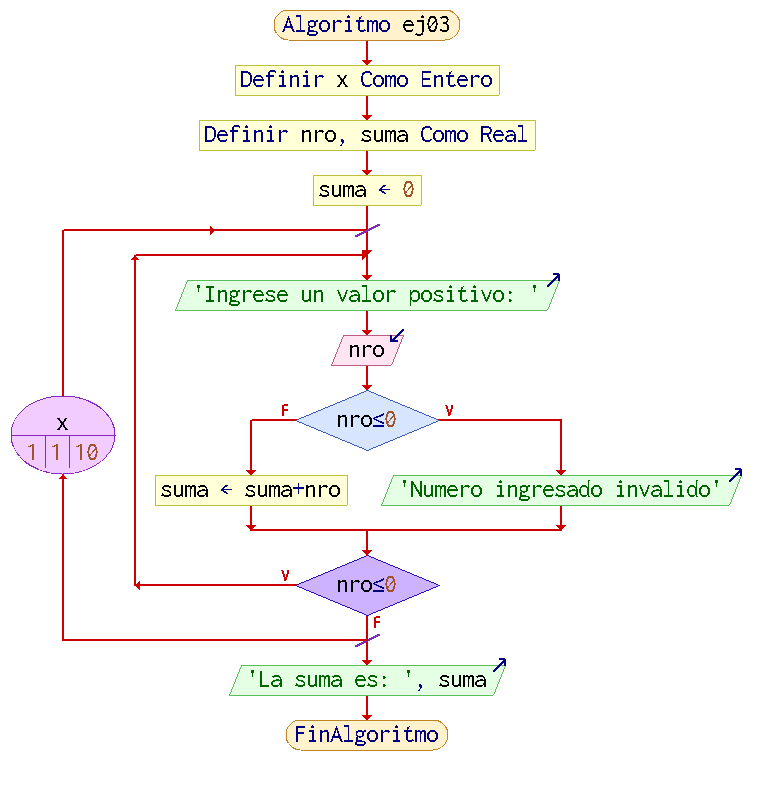 Algoritmo ej03
Definir x Como Entero
Definir nro, suma Como Real
suma ← 0
'Ingrese un valor positivo: '
nro
nro≤0
F
V
x
1 1 10
suma ← suma+nro
'Numero ingresado invalido'
nro≤0
V
F
'La suma es: ', suma
FinAlgoritmo